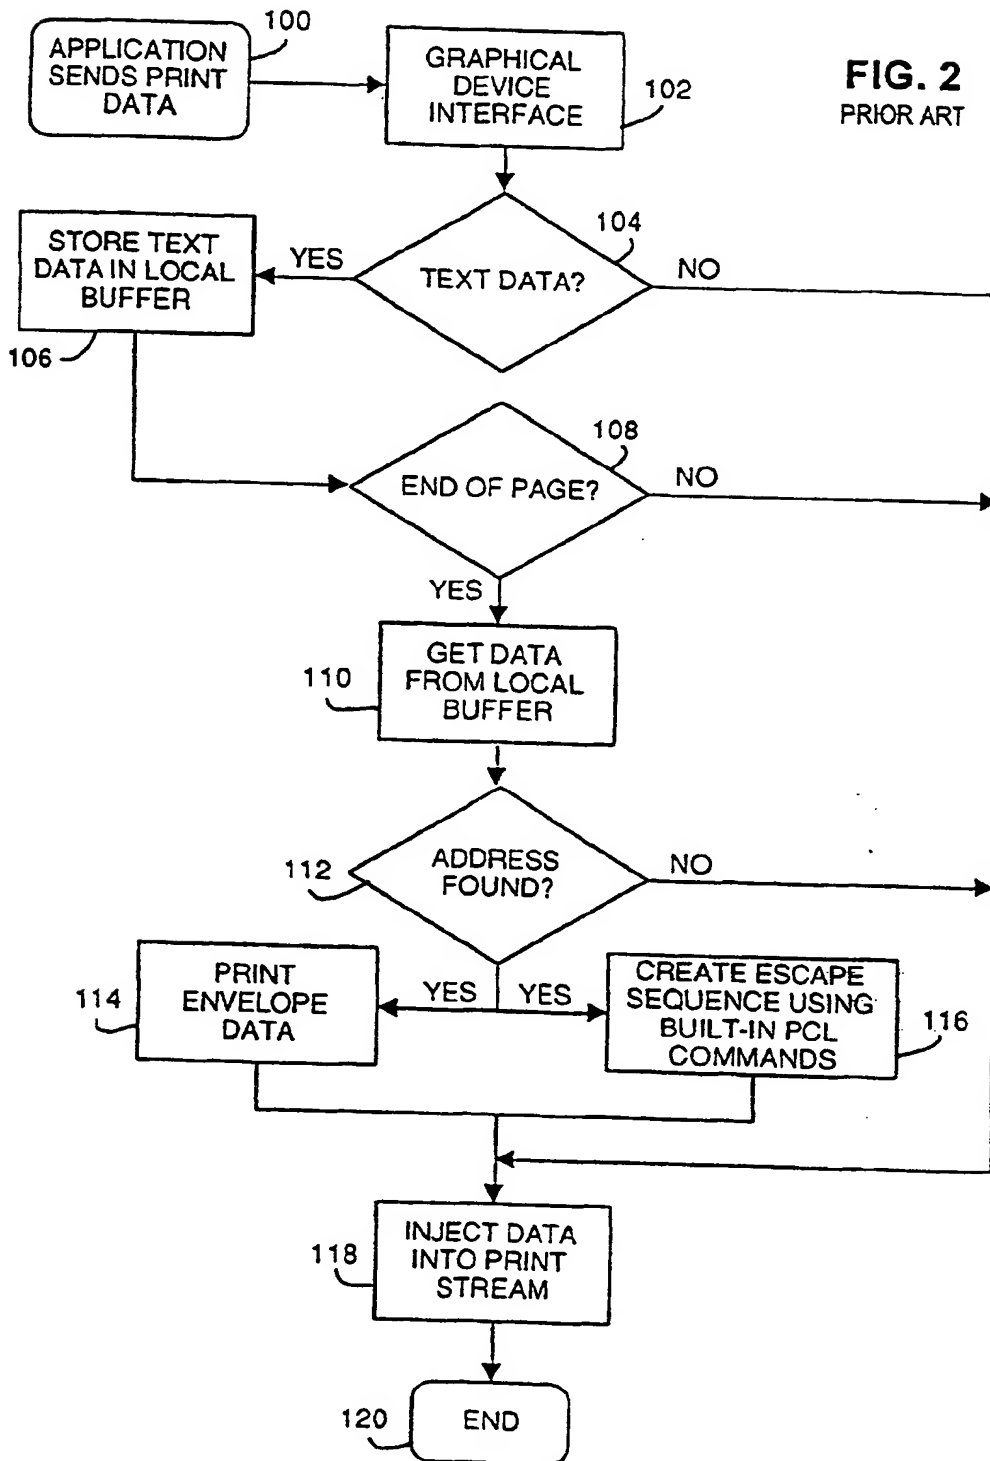 100
APPLICATION
SENDS PRINT
DATA
GRAPHICAL
DEVICE
INTERFACE
102
FIG. 2
PRIOR ART
104
STORE TEXT
DATA IN LOCAL
BUFFER
YES
TEXT DATA?
NO
106
108
END OF PAGE?
NO
YES
110
GET DATA
FROM LOCAL
BUFFER
112
ADDRESS
FOUND?
NO
114
PRINT
ENVELOPE
DATA
YES
YES
CREATE ESCAPE
SEQUENCE USING
BUILT-IN PCL
COMMANDS
116
118
INJECT DATA
INTO PRINT
STREAM
120
END